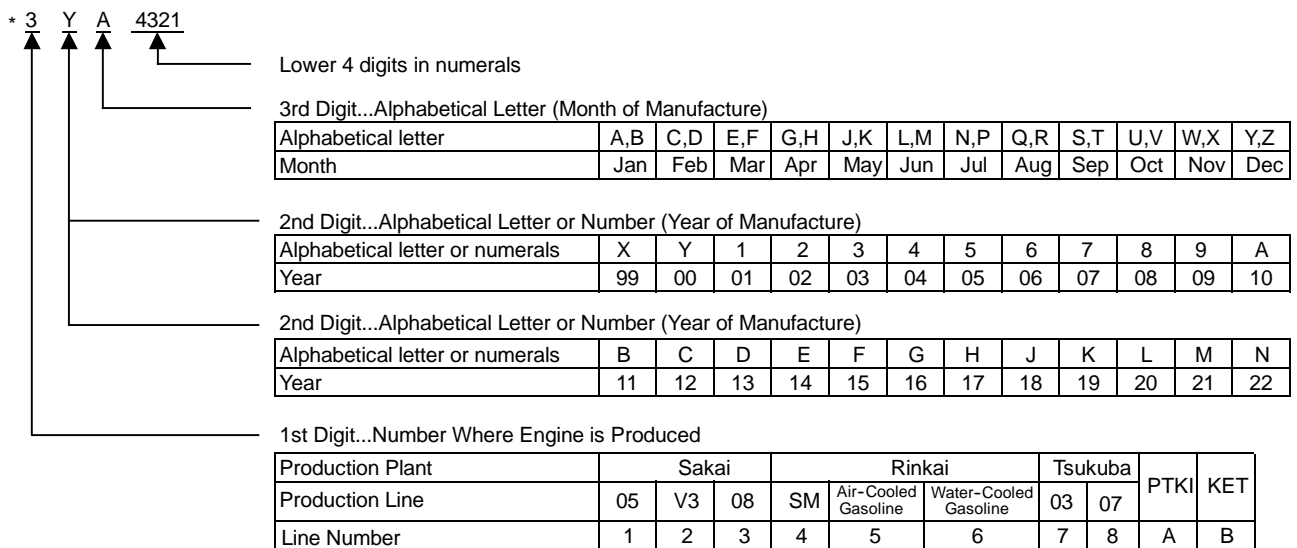 * 3 Y A 4321
Lower 4 digits in numerals
3rd Digit...Alphabetical Letter (Month of Manufacture)
Alphabetical letter A,B C,D E,F G,H J,K L,M N,P Q,R S,T U,V W,X Y,Z
Month Jan Feb Mar Apr May Jun Jul Aug Sep Oct Nov Dec
2nd Digit...Alphabetical Letter or Number (Year of Manufacture)
Alphabetical letter or numerals X Y 1 2 3 4 5 6 7 8 9 A
Year 99 00 01 02 03 04 05 06 07 08 09 10
2nd Digit...Alphabetical Letter or Number (Year of Manufacture)
Alphabetical letter or numerals B C D E F G H J K L M N
Year 11 12 13 14 15 16 17 18 19 20 21 22
1st Digit...Number Where Engine is Produced
Production Plant Sakai Rinkai Tsukuba PTKI KET
Production Line 05 V3 08 SM Air-Cooled Gasoline Water-Cooled Gasoline 03 07
Line Number 1 2 3 4 5 6 7 8 A B